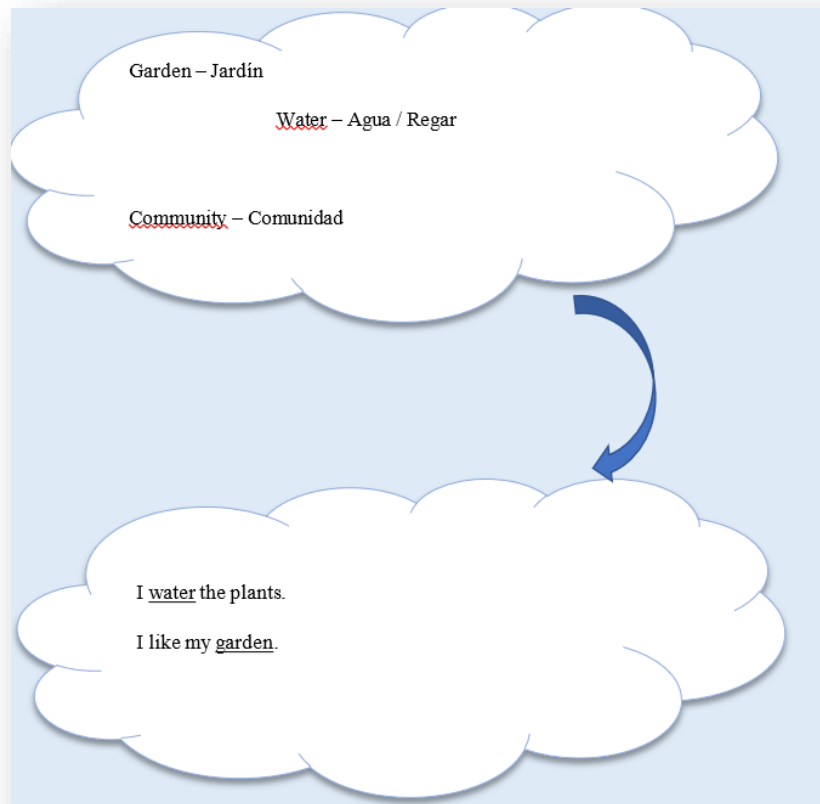 Garden – Jardín
Water – Agua / Regar
Community – Comunidad
I water the plants.
I like my garden.